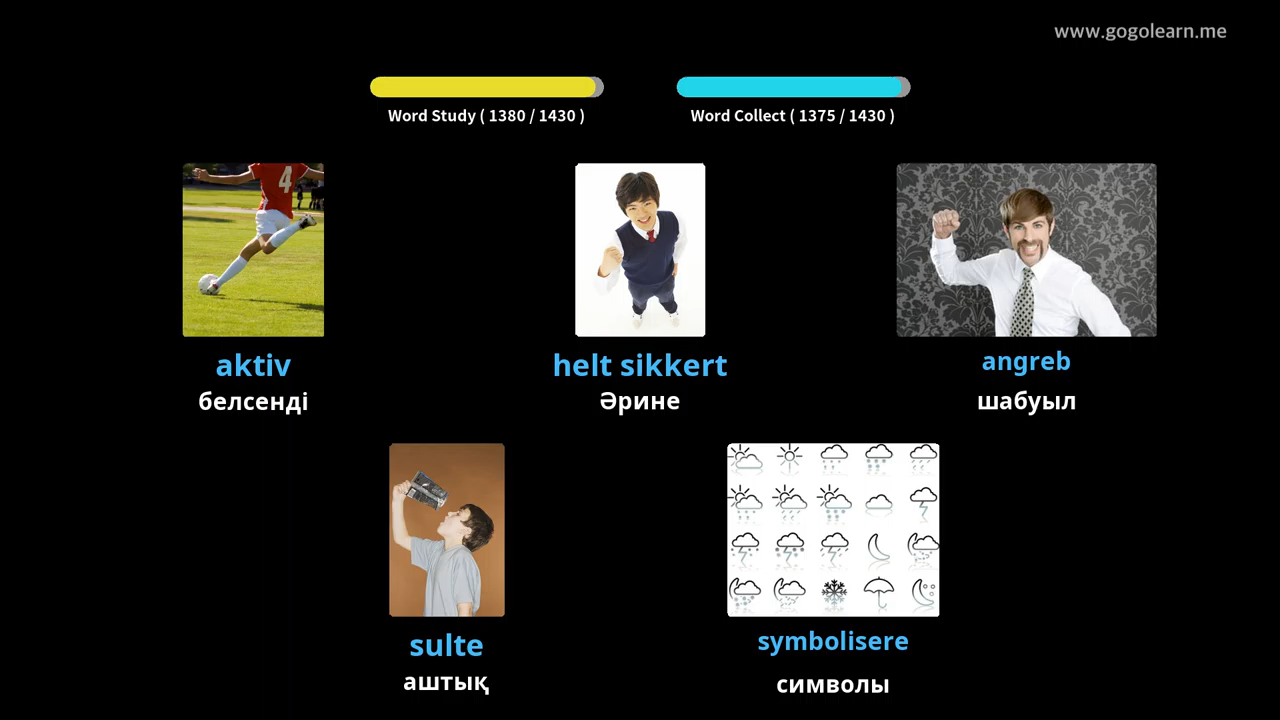 www.gogolearn.me
Word Study ( 1380 / 1430 )
Word Collect ( 1375 / 1430 )
4
aktiv
helt sikkert
angreb
белсенді
Әрине
шабуыл
sulte
symbolisere
аштық
символы